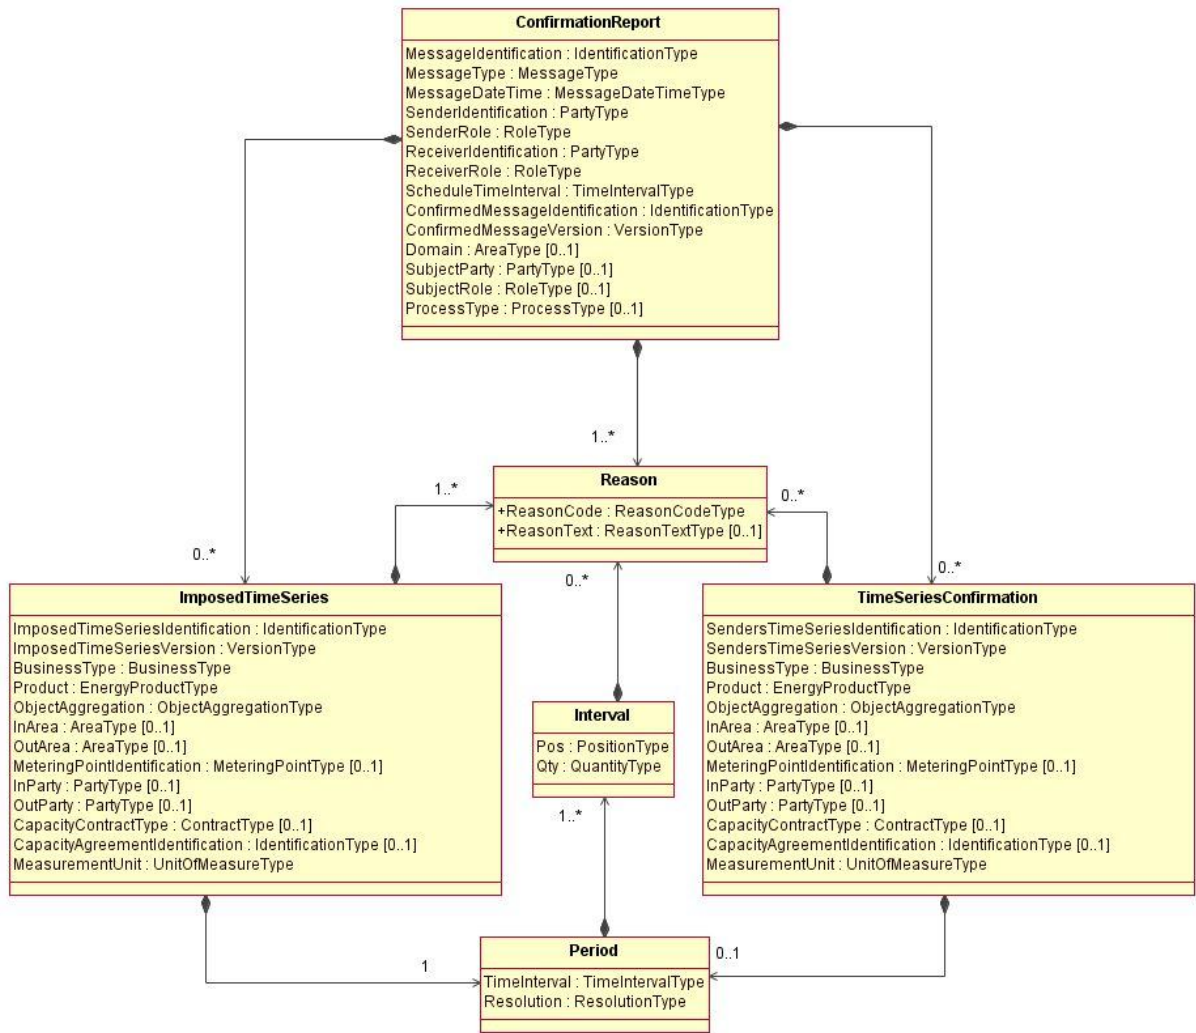 ConfirmationReport
MessageIdentification : IdentificationType
MessageType : MessageType
MessageDateTime : MessageDateTimeType
SenderIdentification : PartyType
SenderRole : RoleType
ReceiverIdentification : PartyType
ReceiverRole : RoleType
ScheduleTimeInterval : TimeIntervalType
ConfirmedMessageIdentification : IdentificationType
ConfirmedMessageVersion : VersionType
Domain : AreaType [0..1]
SubjectParty : PartyType [0..1]
SubjectRole : RoleType [0..1]
ProcessType : ProcessType [0..1]
1..*
Reason
+ReasonCode : ReasonCodeType
+ReasonText : ReasonTextType [0..1]
1..*
0..*
0..*
0..*
0..*
ImposedTimeSeries
ImposedTimeSeriesIdentification : IdentificationType
ImposedTimeSeriesVersion : VersionType
BusinessType : BusinessType
Product : EnergyProductType
ObjectAggregation : ObjectAggregationType
InArea : AreaType [0..1]
OutArea : AreaType [0..1]
MeteringPointIdentification : MeteringPointType [0..1]
InParty : PartyType [0..1]
OutParty : PartyType [0..1]
CapacityContractType : ContractType [0..1]
CapacityAgreementIdentification : IdentificationType [0..1]
MeasurementUnit : UnitOfMeasureType
Interval
Pos : PositionType
Qty : QuantityType
1..*
TimeSeriesConfirmation
SendersTimeSeriesIdentification : IdentificationType
SendersTimeSeriesVersion : VersionType
BusinessType : BusinessType
Product : EnergyProductType
ObjectAggregation : ObjectAggregationType
InArea : AreaType [0..1]
OutArea : AreaType [0..1]
MeteringPointIdentification : MeteringPointType [0..1]
InParty : PartyType [0..1]
OutParty : PartyType [0..1]
CapacityContractType : ContractType [0..1]
CapacityAgreementIdentification : IdentificationType [0..1]
MeasurementUnit : UnitOfMeasureType
1
Period
TimeInterval : TimeIntervalType
Resolution : ResolutionType
0..1